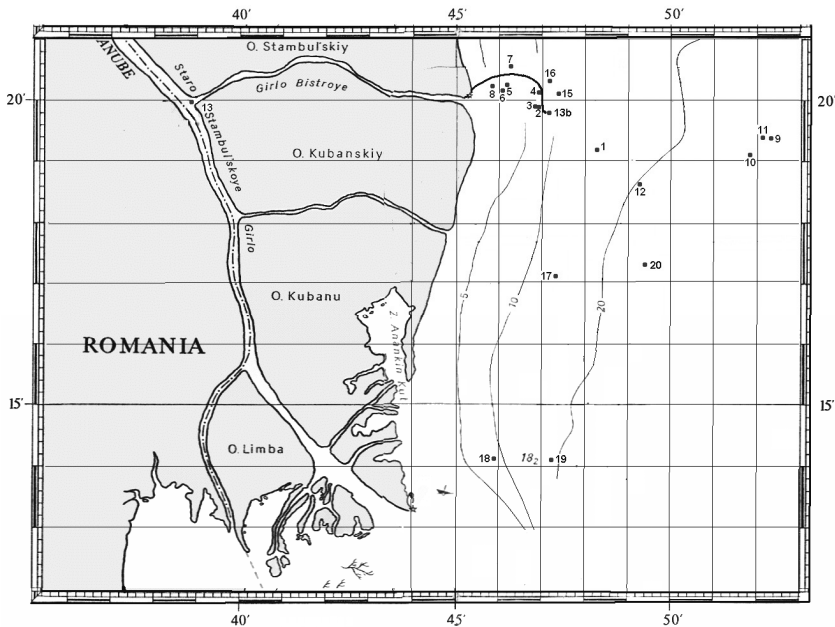 40'
45'
50'
DANUBE
O. Stambul'skiy
Staro
Girlo Bistroye
7
16
8
6
5
4
15
20'
20'
13
3
2
13b
Stambul'skoye
O. Kubanskiy
1
11
9
10
12
Girlo
17
20
O. Kubanu
5
10
20
Z. Anankin Kut
ROMANIA
15'
15'
O. Limba
18
18₂
19
40'
45'
50'